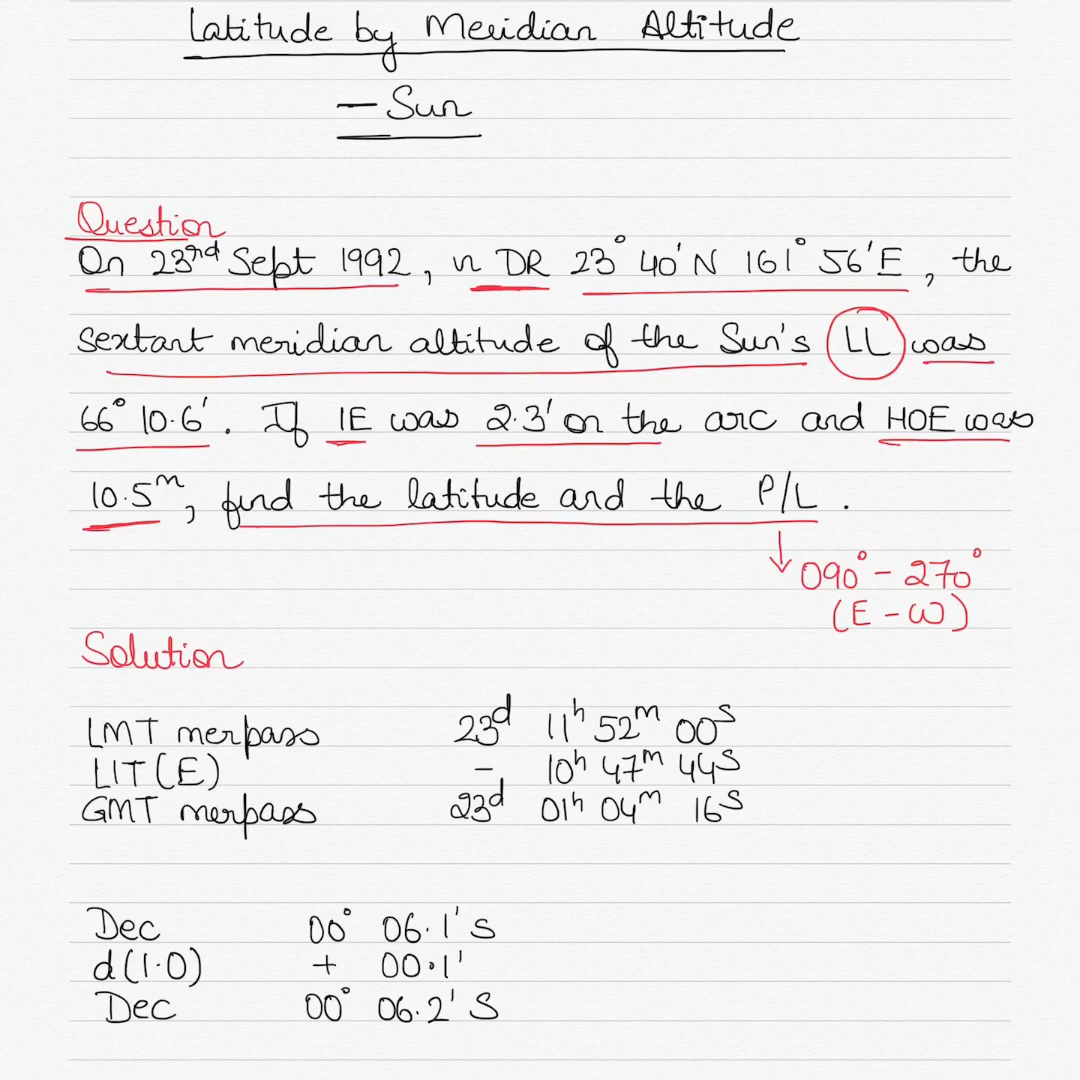 Latitude by Meridian Altitude
— Sun
Question
On 23rd Sept 1992, in DR 23° 40' N 161° 56' E, the
sextant meridian altitude of the Sun's LL was
66° 10.6'. If IE was 2.3' on the arc and HOE was
10.5m, find the latitude and the P/L.
↓ 090° - 270°
(E - W)
Solution
LMT merpass 23d 11h 52m 00s
LIT (E) - 10h 47m 44s
GMT merpass 23d 01h 04m 16s
Dec 00° 06.1' S
d(1.0) + 00.1'
Dec 00° 06.2' S